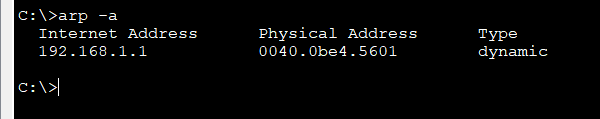 C:\>arp -a
Internet Address Physical Address Type
192.168.1.1 0040.0be4.5601 dynamic
C:\>